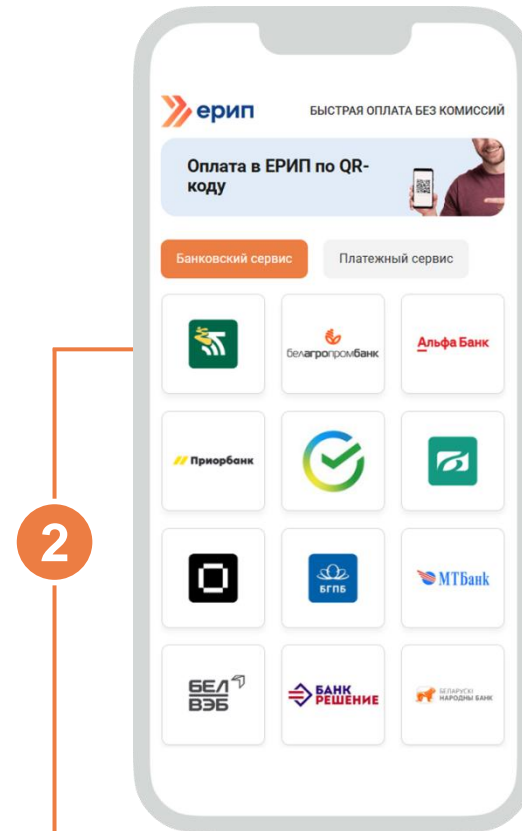 ерип
БЫСТРАЯ ОПЛАТА БЕЗ КОМИССИЙ
Оплата в ЕРИП по QR-
коду
Банковский сервис
Платежный сервис
белагропромбанк
Альфа Банк
Приорбанк
2
БГПБ
МТБанк
БЕЛ
ВЭБ
БАНК
РЕШЕНИЕ
БЕЛАРУСКІ
НАРОДНЫ БАНК